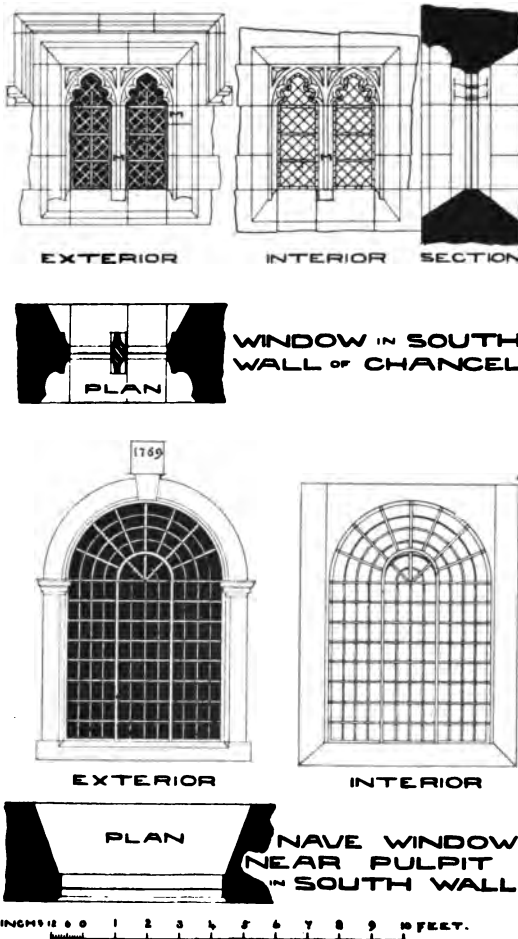 EXTERIOR INTERIOR SECTION
WINDOW IN SOUTH
WALL OF CHANCEL
PLAN
1769
EXTERIOR
INTERIOR
PLAN
NAVE WINDOW
NEAR PULPIT
IN SOUTH WALL
INCHES 12 6 0 1 2 3 4 5 6 7 8 9 10 FEET.